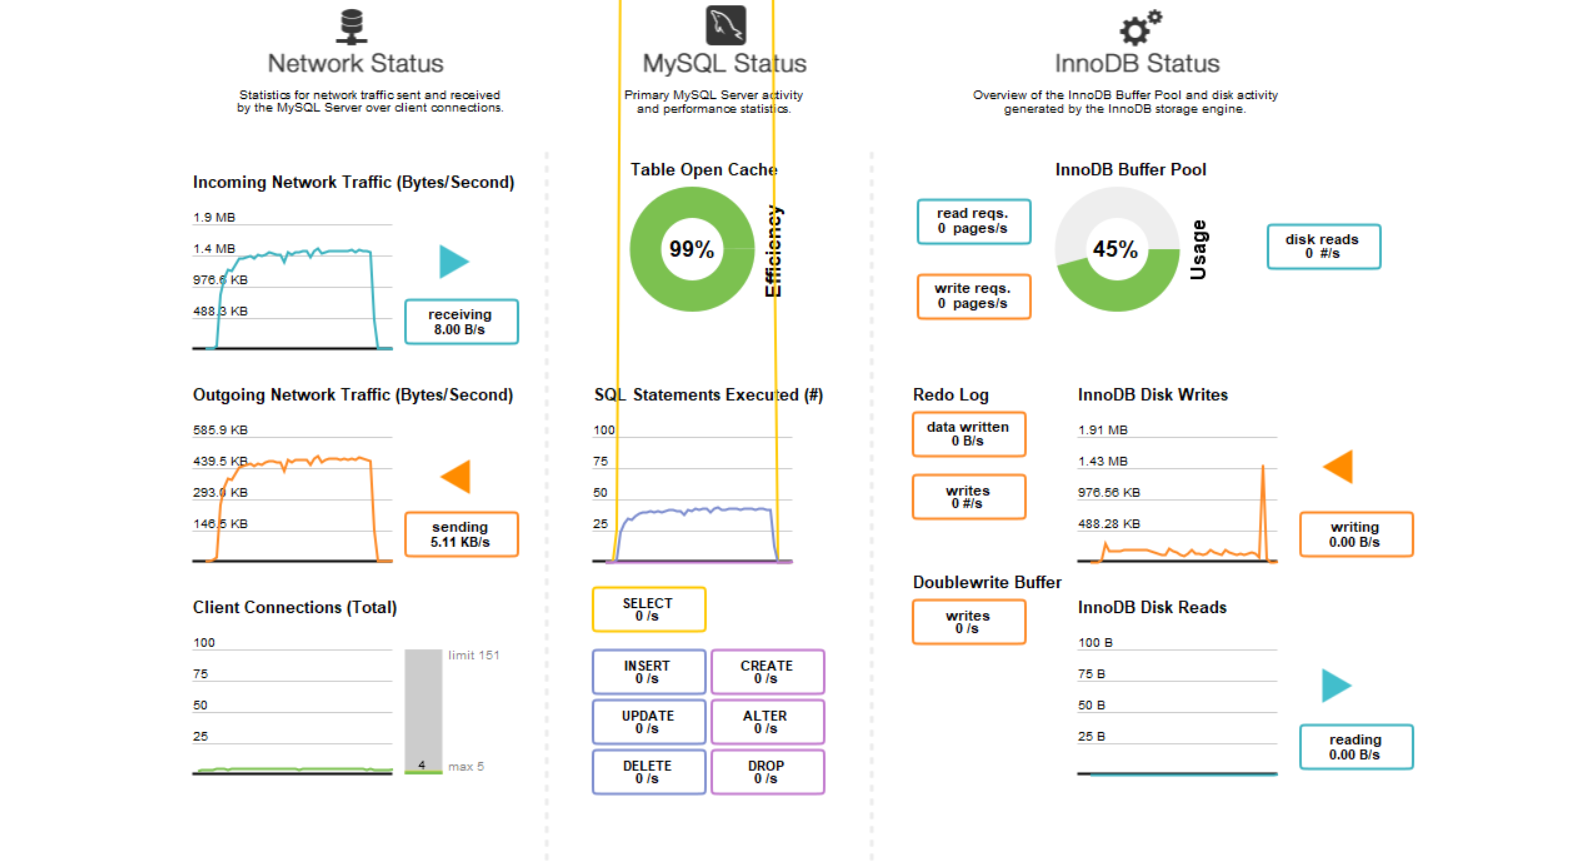 Network Status
Statistics for network traffic sent and received
by the MySQL Server over client connections.
Incoming Network Traffic (Bytes/Second)
1.9 MB
1.4 MB
976.6 KB
488.3 KB
receiving
8.00 B/s
Outgoing Network Traffic (Bytes/Second)
585.9 KB
439.5 KB
293.0 KB
146.5 KB
sending
5.11 KB/s
Client Connections (Total)
100
75
50
25
limit 151
4
max 5
MySQL Status
Primary MySQL Server activity
and performance statistics.
Table Open Cache
99%
Efficiency
SQL Statements Executed (#)
100
75
50
25
SELECT
0 /s
INSERT
0 /s
CREATE
0 /s
UPDATE
0 /s
ALTER
0 /s
DELETE
0 /s
DROP
0 /s
InnoDB Status
Overview of the InnoDB Buffer Pool and disk activity
generated by the InnoDB storage engine.
InnoDB Buffer Pool
read reqs.
0 pages/s
write reqs.
0 pages/s
45%
Usage
disk reads
0 #/s
Redo Log
data written
0 B/s
writes
0 #/s
Doublewrite Buffer
writes
0 /s
InnoDB Disk Writes
1.91 MB
1.43 MB
976.56 KB
488.28 KB
writing
0.00 B/s
InnoDB Disk Reads
100 B
75 B
50 B
25 B
reading
0.00 B/s